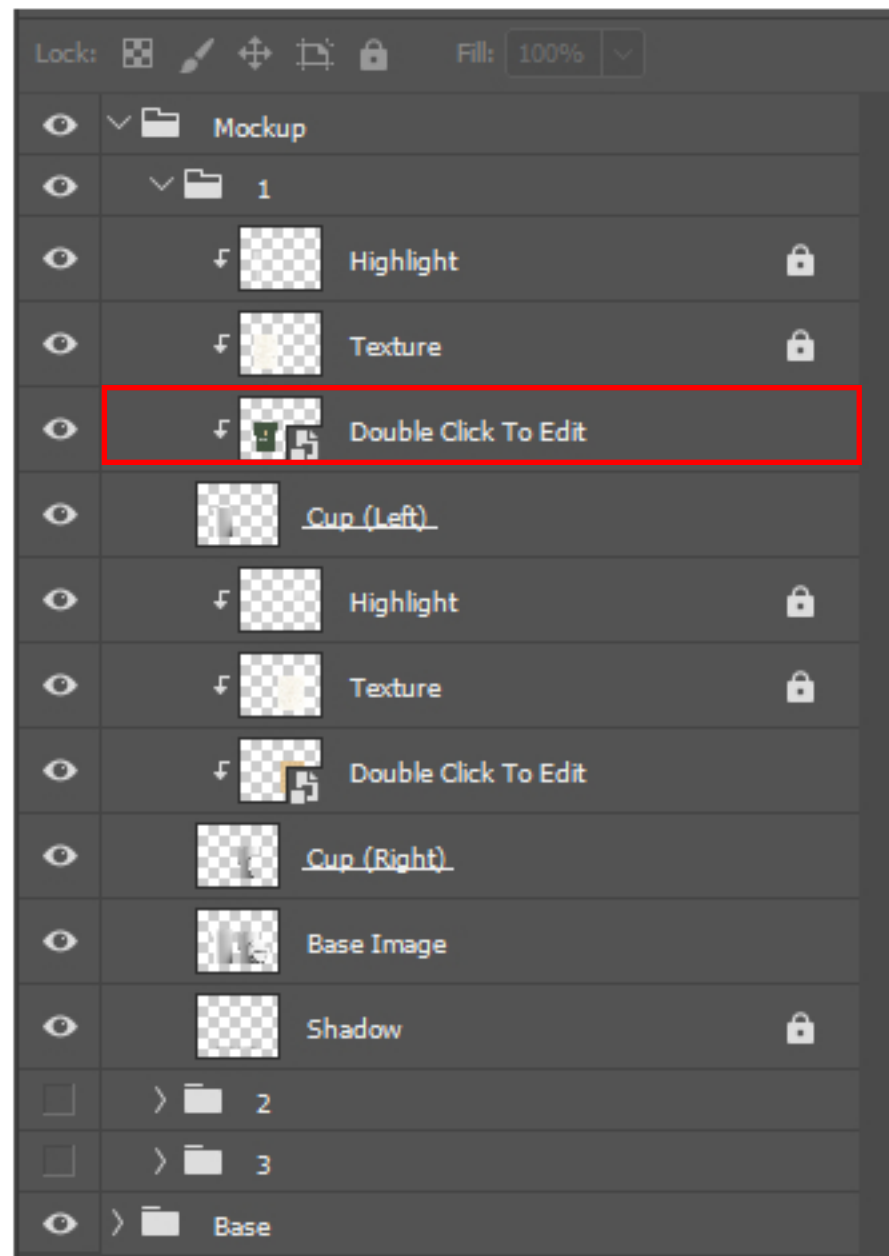 Lock: Fill: 100%
Mockup
1
Highlight
Texture
Double Click To Edit
Cup (Left)
Highlight
Texture
Double Click To Edit
Cup (Right)
Base Image
Shadow
2
3
Base